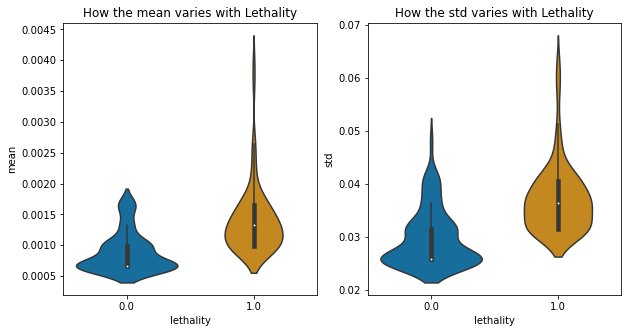 How the mean varies with Lethality
0.0045
0.0040
0.0035
0.0030
0.0025
0.0020
0.0015
0.0010
0.0005
mean
0.0 1.0
lethality
How the std varies with Lethality
0.07
0.06
0.05
0.04
0.03
0.02
std
0.0 1.0
lethality